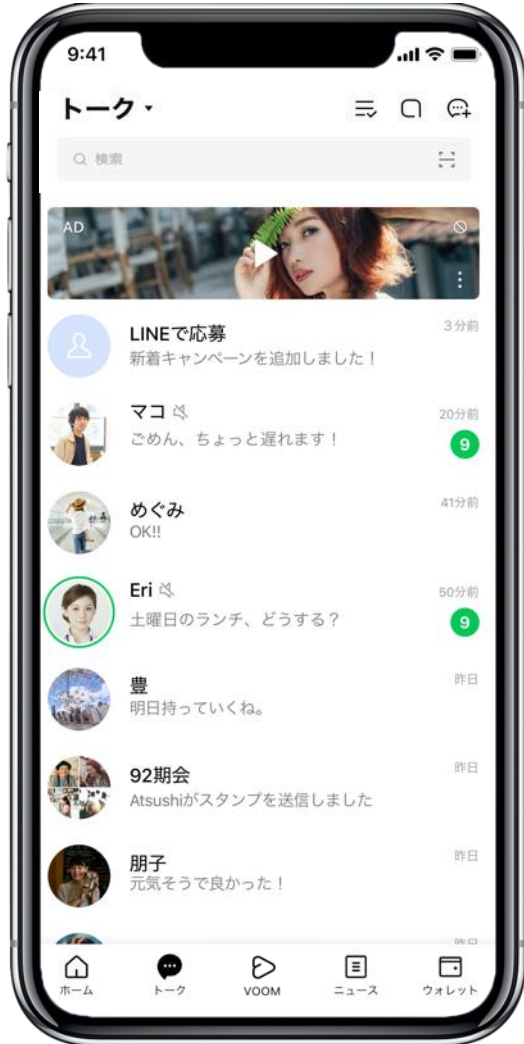 9:41
トーク
検索
AD
LINEで応募
3分前
新着キャンペーンを追加しました！
マコ
20分前
ごめん、ちょっと遅れます！
9
めぐみ
41分前
OK!!
Eri
50分前
土曜日のランチ、どうする？
9
豊
昨日
明日持っていくね。
92期会
昨日
Atsushiがスタンプを送信しました
朋子
昨日
元気そうで良かった！
昨日
ホーム
トーク
VOOM
ニュース
ウォレット